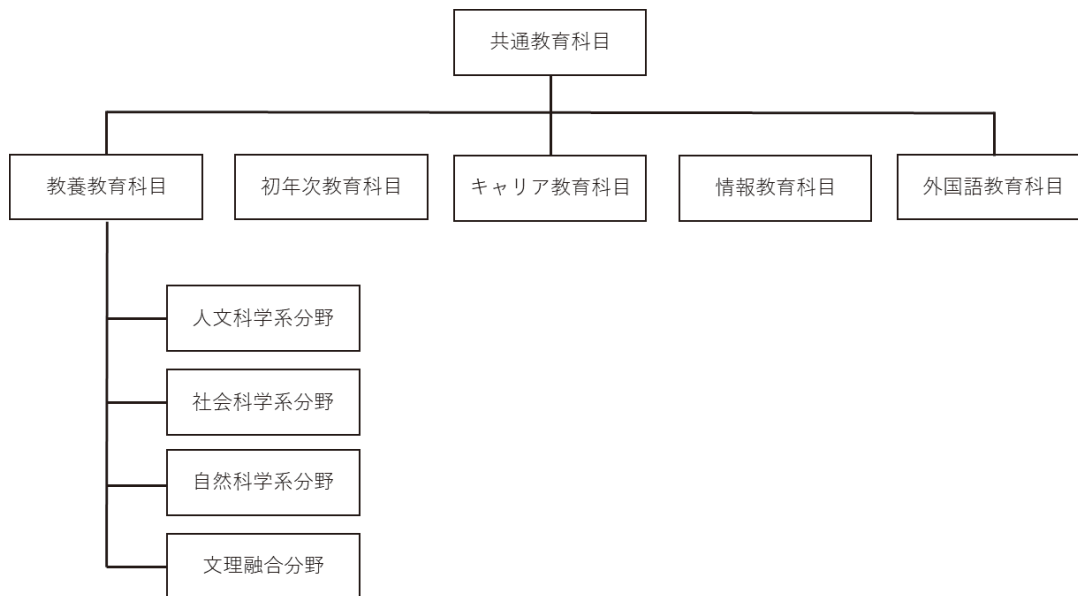 共通教育科目
教養教育科目
初年次教育科目
キャリア教育科目
情報教育科目
外国語教育科目
人文科学系分野
社会科学系分野
自然科学系分野
文理融合分野